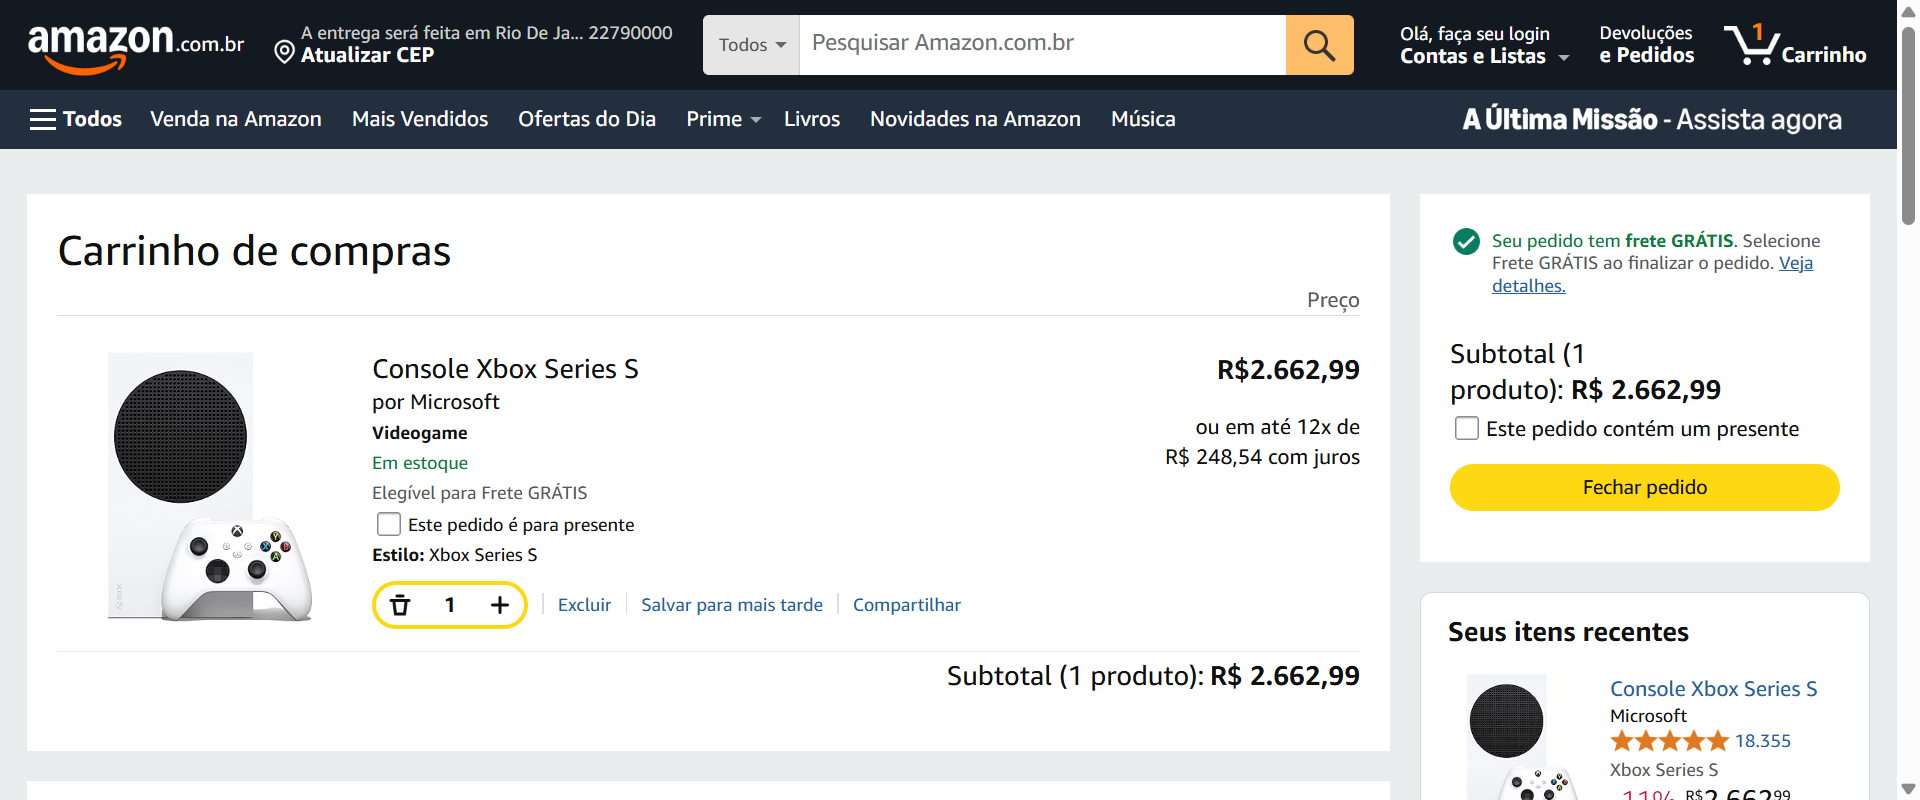 amazon.com.br
A entrega será feita em Rio De Ja... 22790000
Atualizar CEP
Todos
Pesquisar Amazon.com.br
Olá, faça seu login
Contas e Listas
Devoluções
e Pedidos
1
Carrinho
Todos
Venda na Amazon
Mais Vendidos
Ofertas do Dia
Prime
Livros
Novidades na Amazon
Música
A Última Missão - Assista agora
Carrinho de compras
Preço
Console Xbox Series S
por Microsoft
Videogame
Em estoque
Elegível para Frete GRÁTIS
Este pedido é para presente
Estilo: Xbox Series S
1
Excluir
Salvar para mais tarde
Compartilhar
R$2.662,99
ou em até 12x de
R$ 248,54 com juros
Subtotal (1 produto): R$ 2.662,99
Seu pedido tem frete GRÁTIS. Selecione
Frete GRÁTIS ao finalizar o pedido. Veja
detalhes.
Subtotal (1
produto): R$ 2.662,99
Este pedido contém um presente
Fechar pedido
Seus itens recentes
Console Xbox Series S
Microsoft
18.355
Xbox Series S
-11% R$2.662,99